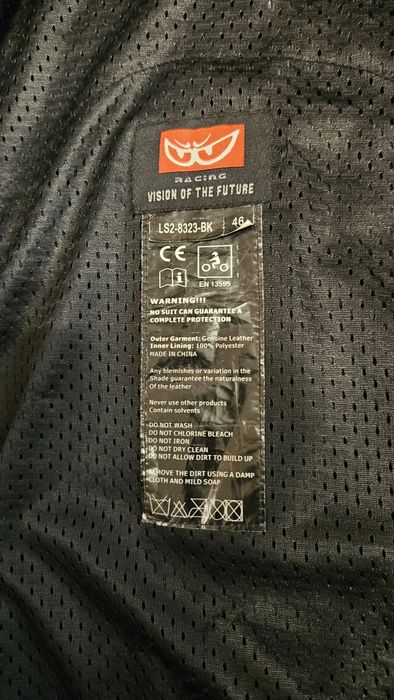 RACING
VISION OF THE FUTURE
LS2-8323-BK 46
CE
i
EN 13595
WARNING!!!
NO SUIT CAN GUARANTEE A
COMPLETE PROTECTION
Outer Garment: Genuine Leather
Inner Lining: 100% Polyester
MADE IN CHINA
Any blemishes or variation in the
Shade guarantee the naturalness
Of the leather
Never use other products
Contain solvents
DO NOT WASH
DO NOT CHLORINE BLEACH
DO NOT IRON
DO NOT DRY CLEAN
DO NOT ALLOW DIRT TO BUILD UP
REMOVE THE DIRT USING A DAMP
CLOTH AND MILD SOAP